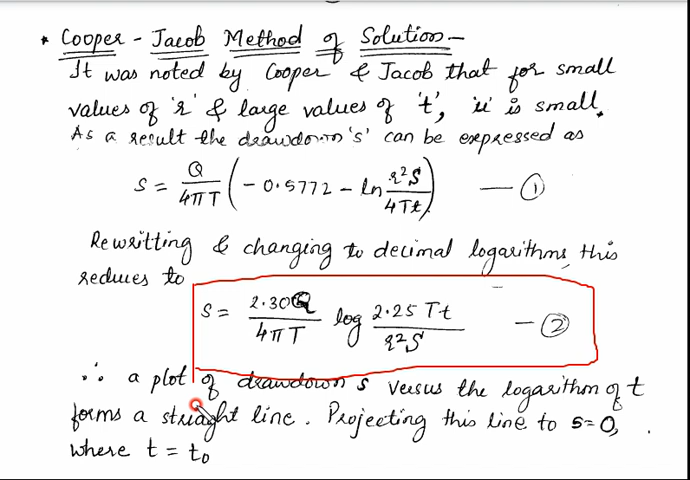 * Cooper - Jacob Method of Solution -
It was noted by Cooper & Jacob that for small
values of 'r' & large values of 't', 'u' is small.
As a result the drawdown 's' can be expressed as
s = Q/4πT (- 0.5772 - ln r²S/4Tt) — ①
Rewritting & changing to decimal logarithms, this
reduces to
s = 2.30Q/4πT log 2.25 Tt/r²S — ②
∴ a plot of drawdown s versus the logarithm of t
forms a straight line. Projecting this line to s=0,
where t = t₀